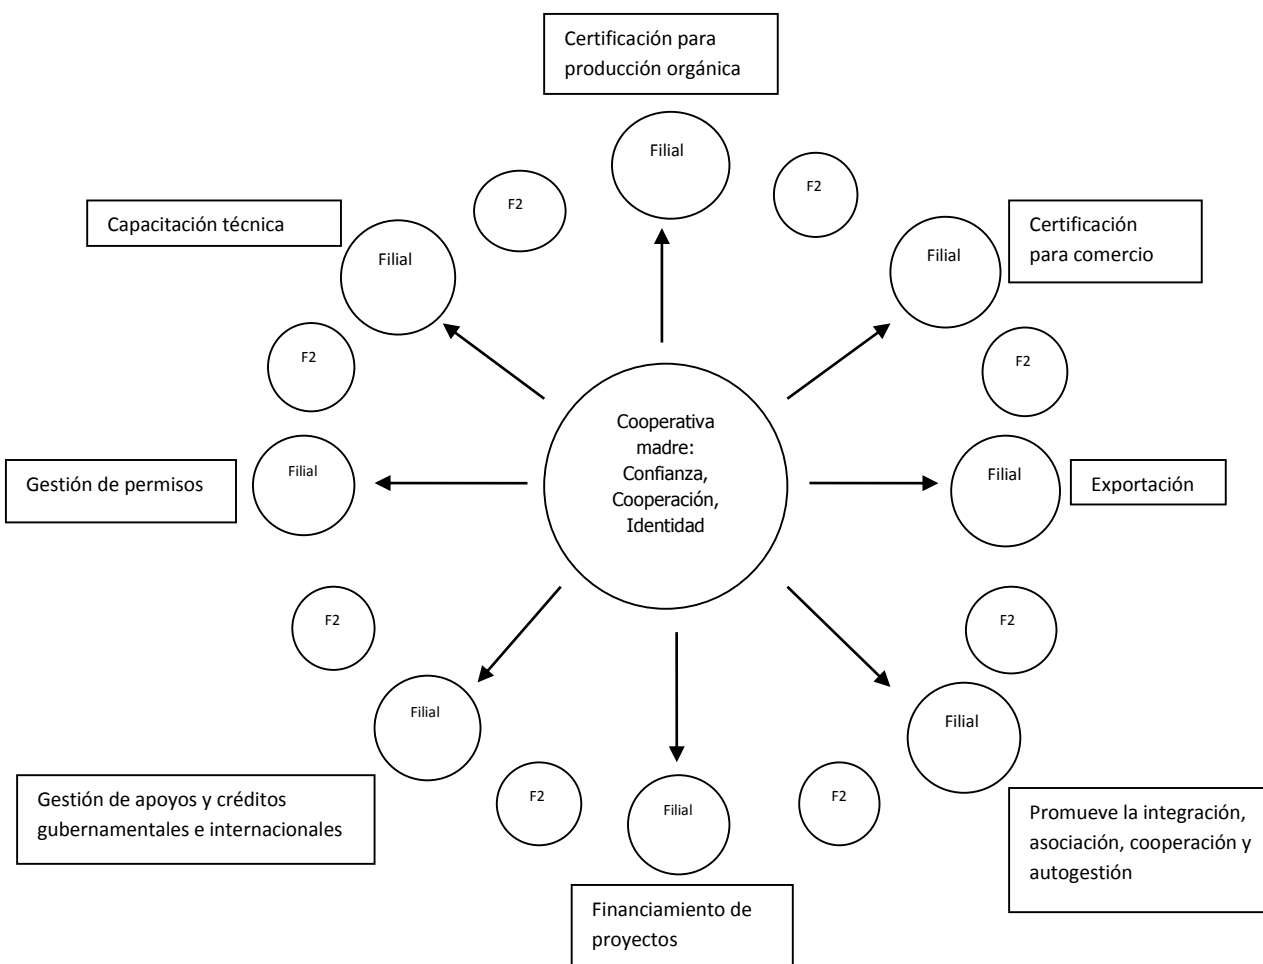 Certificación para
producción orgánica
Filial
F2
F2
Capacitación técnica
Filial
Filial
Certificación
para comercio
F2
F2
Cooperativa
madre:
Confianza,
Cooperación,
Identidad
Gestión de permisos
Filial
Filial
Exportación
F2
F2
Filial
Filial
Gestión de apoyos y créditos
gubernamentales e internacionales
F2
Filial
F2
Promueve la integración,
asociación, cooperación y
autogestión
Financiamiento de
proyectos